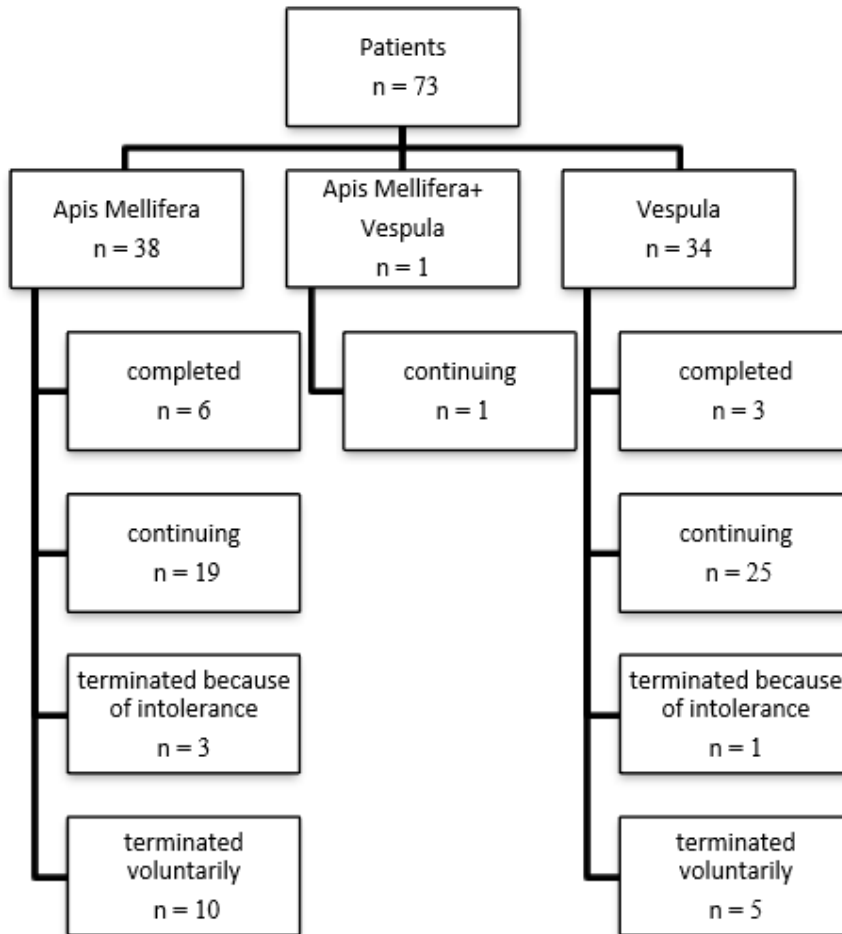 Patients
n = 73
Apis Mellifera
n = 38
Apis Mellifera+
Vespula
n = 1
Vespula
n = 34
completed
n = 6
continuing
n = 19
terminated because
of intolerance
n = 3
terminated
voluntarily
n = 10
continuing
n = 1
completed
n = 3
continuing
n = 25
terminated because
of intolerance
n = 1
terminated
voluntarily
n = 5